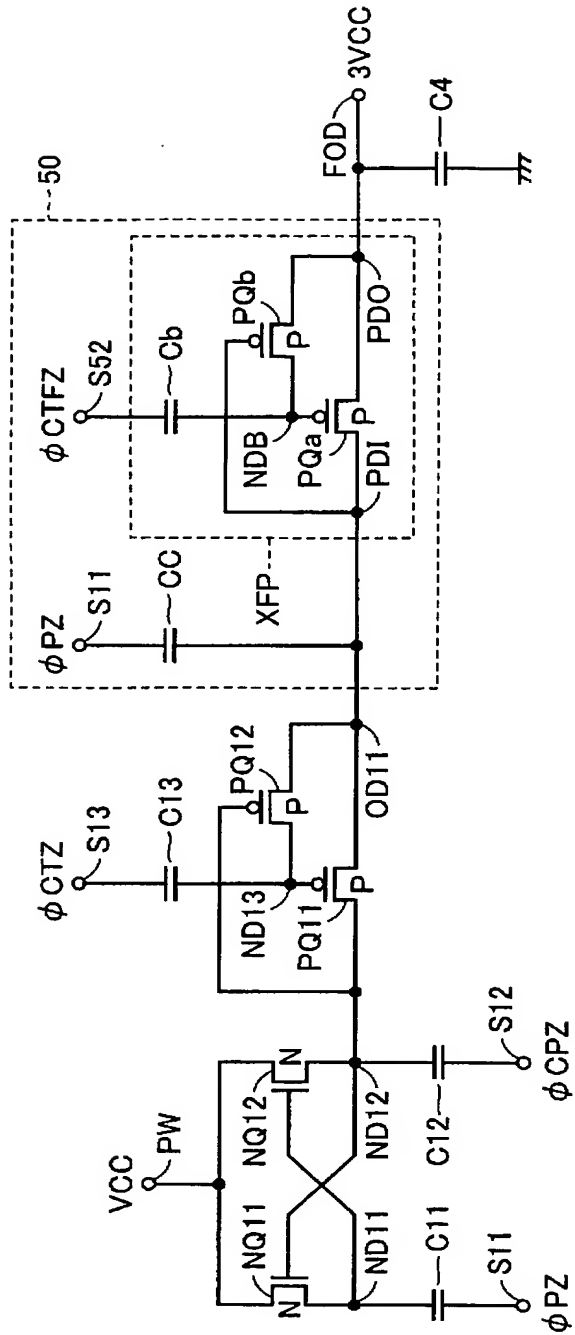 50
φCTFZ
S52
Cb
PQb
P
NDB
PQa
P
PDI
PDO
FOD
3VCC
C4
XFP
φPZ
S11
CC
φCTZ
S13
C13
PQ12
P
ND13
PQ11
P
OD11
VCC
PW
NQ11
N
NQ12
N
ND11
ND12
C11
C12
S11
S12
φPZ
φCPZ